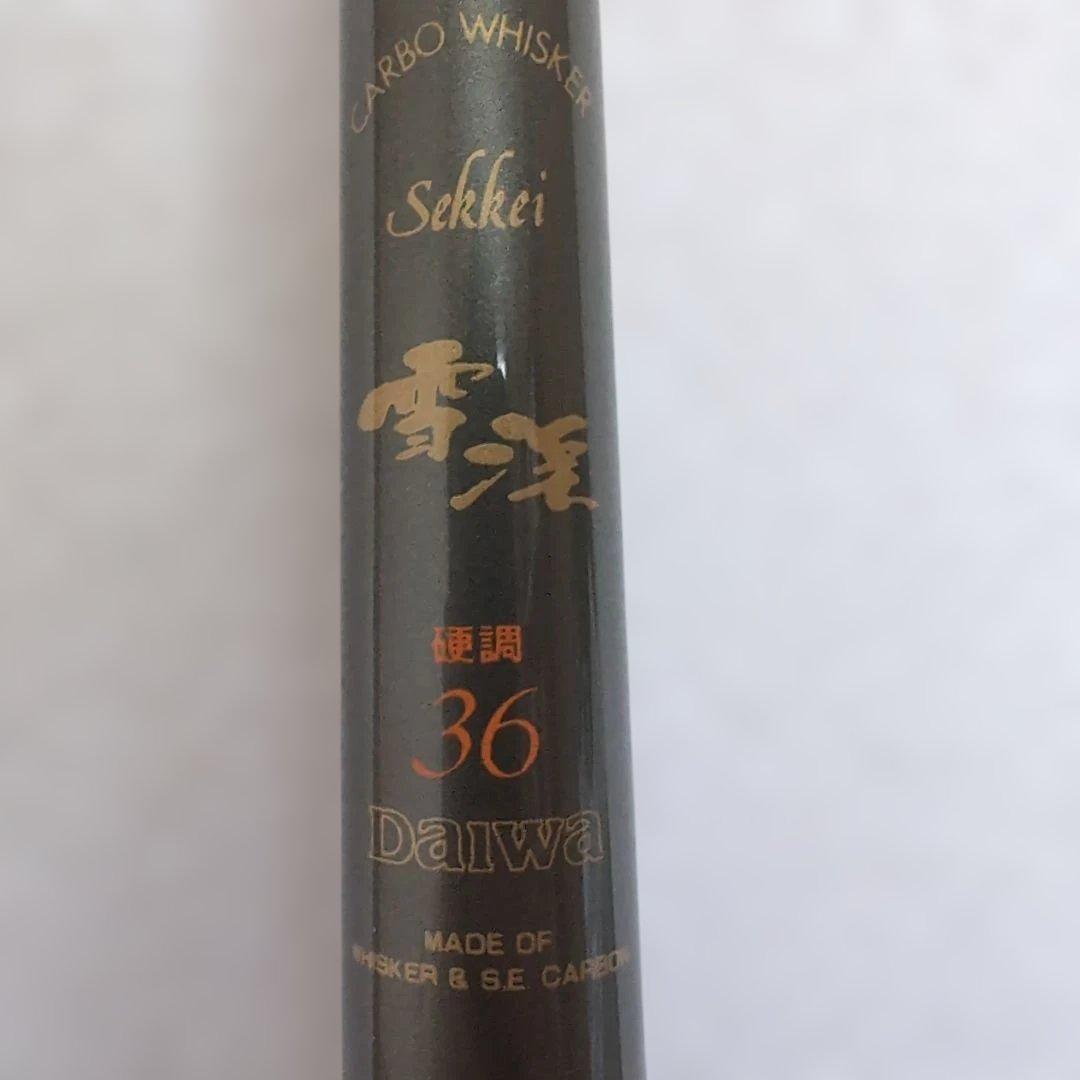 CARBO WHISKER
Sekkei
雪渓
硬調
36
Daiwa
MADE OF
WHISKER & S.E. CARBON